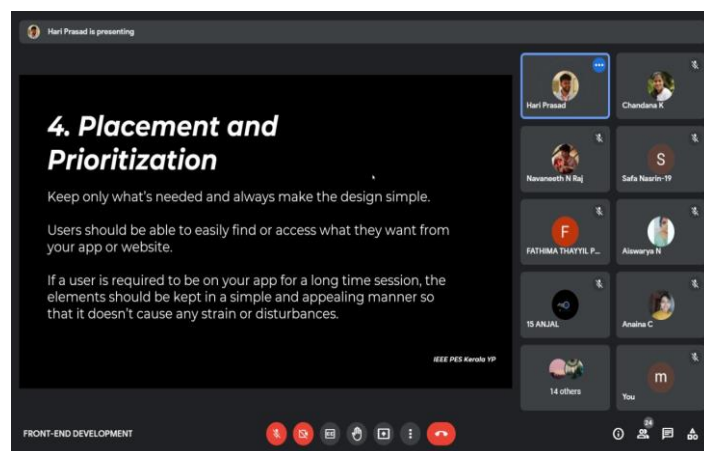 Hari Prasad is presenting
4. Placement and
Prioritization
Keep only what's needed and always make the design simple.
Users should be able to easily find or access what they want from
your app or website.
If a user is required to be on your app for a long time session, the
elements should be kept in a simple and appealing manner so
that it doesn't cause any strain or disturbances.
IEEE PES Kerala YP
Hari Prasad
Chandana K
Navaneeth N Raj
S
Safa Nasrin-19
F
FATHIMA THAYYIL P...
Aiswarya N
15 ANJAL
Anaina C
14 others
m
You
FRONT-END DEVELOPMENT
24